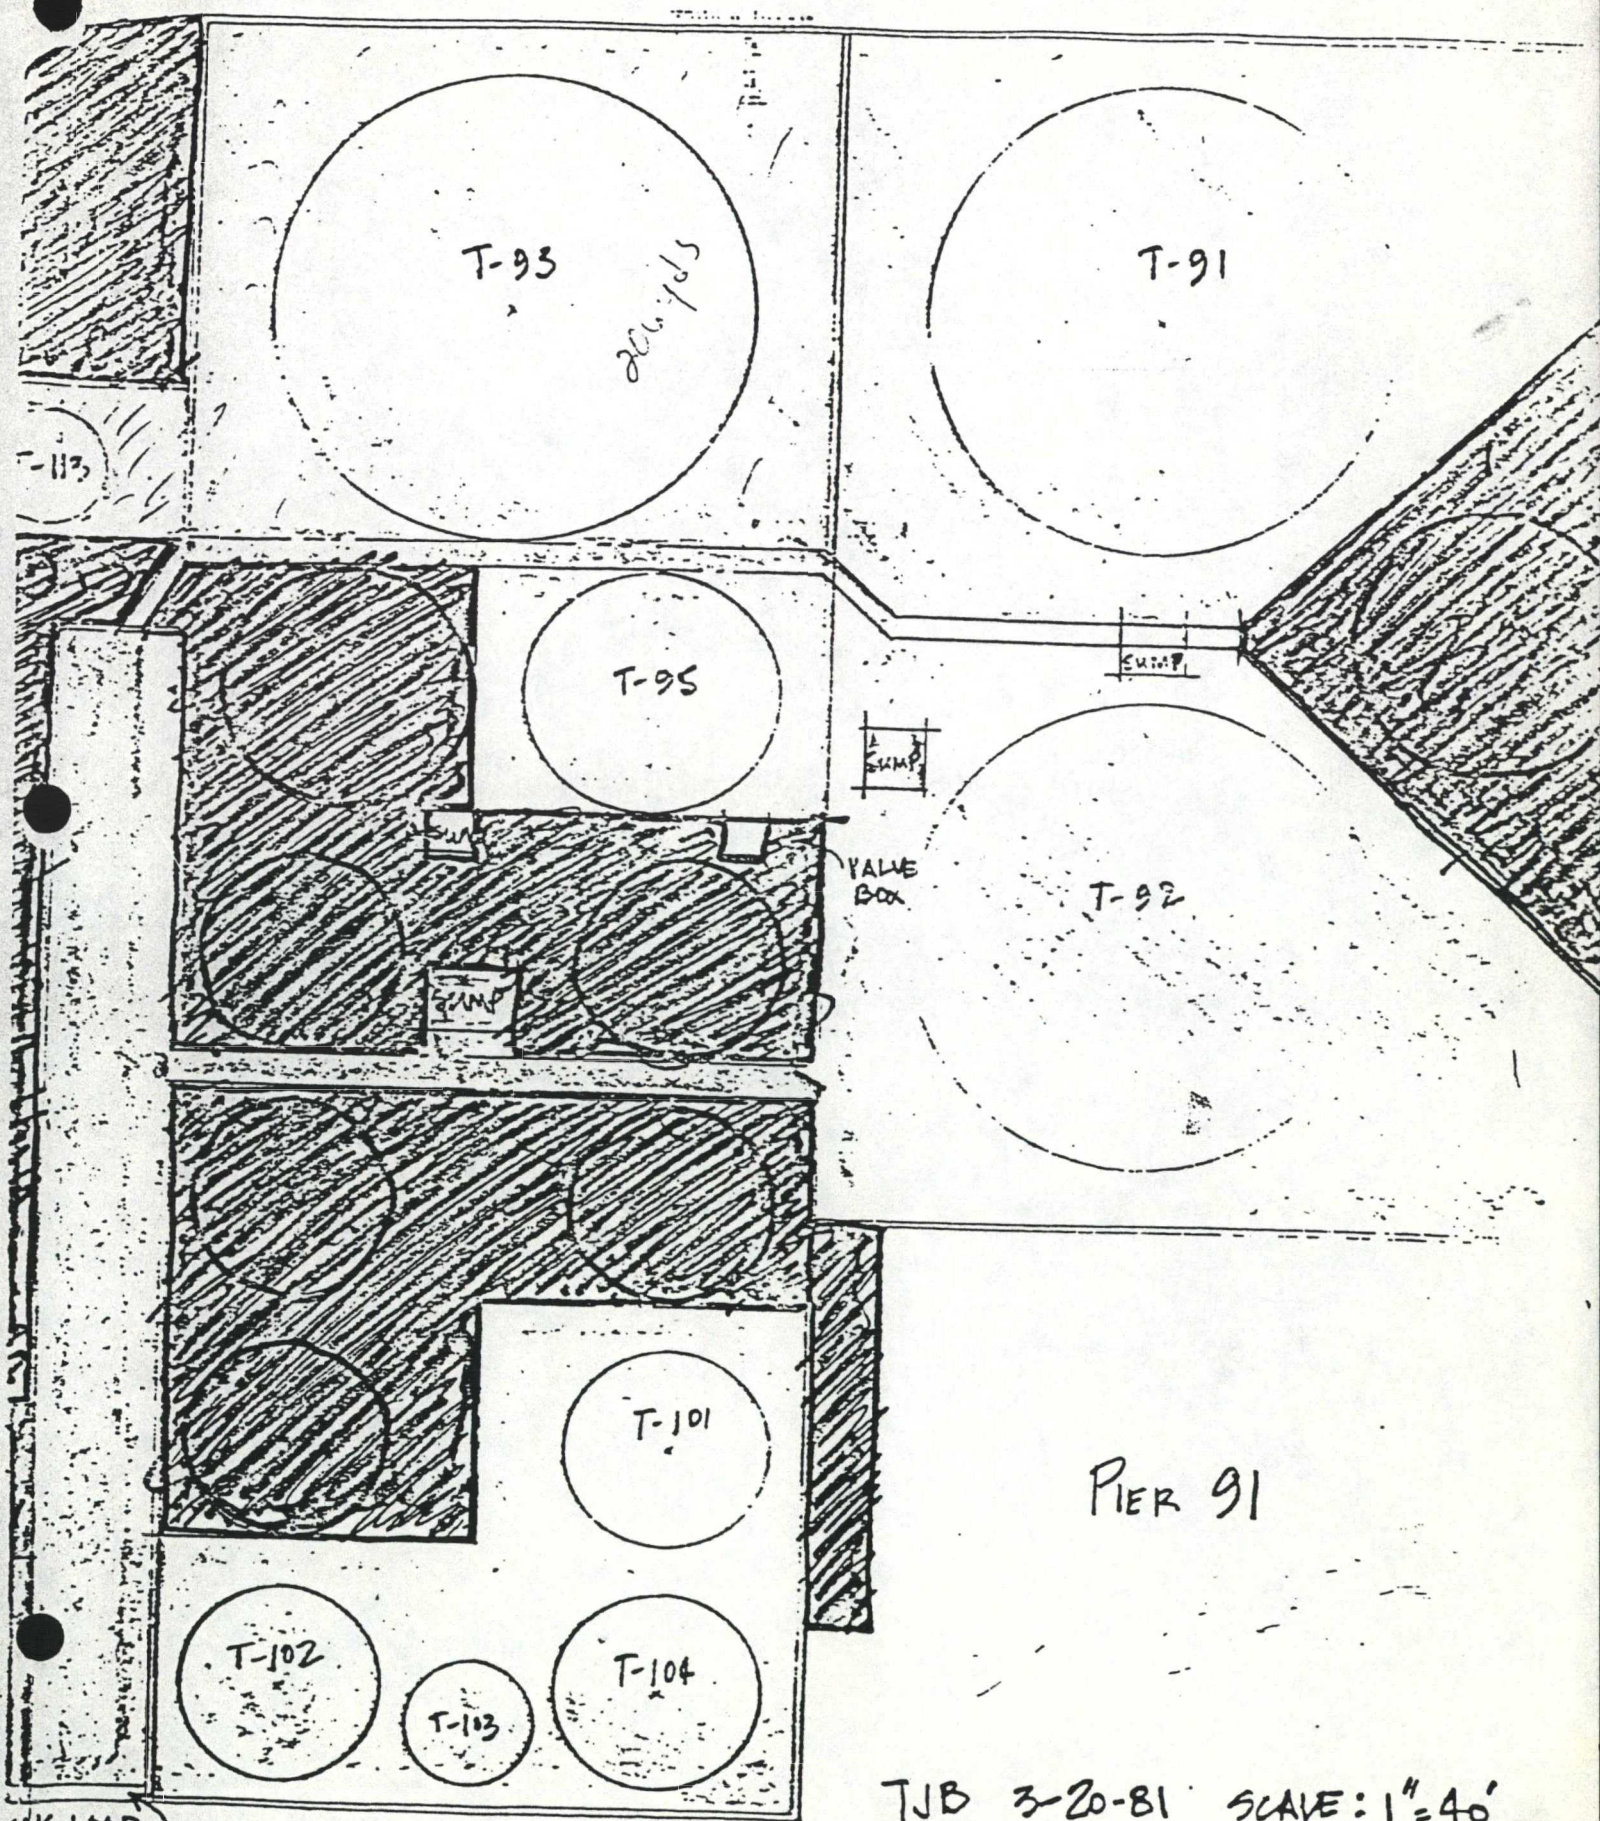 T-93
T-91
T-113
T-95
SUMP
SUMP
SUMP
VALVE
BOX
T-92
SUMP
T-101
PIER 91
T-102
T-104
T-103
TJB 3-20-81 SCALE: 1"=40'